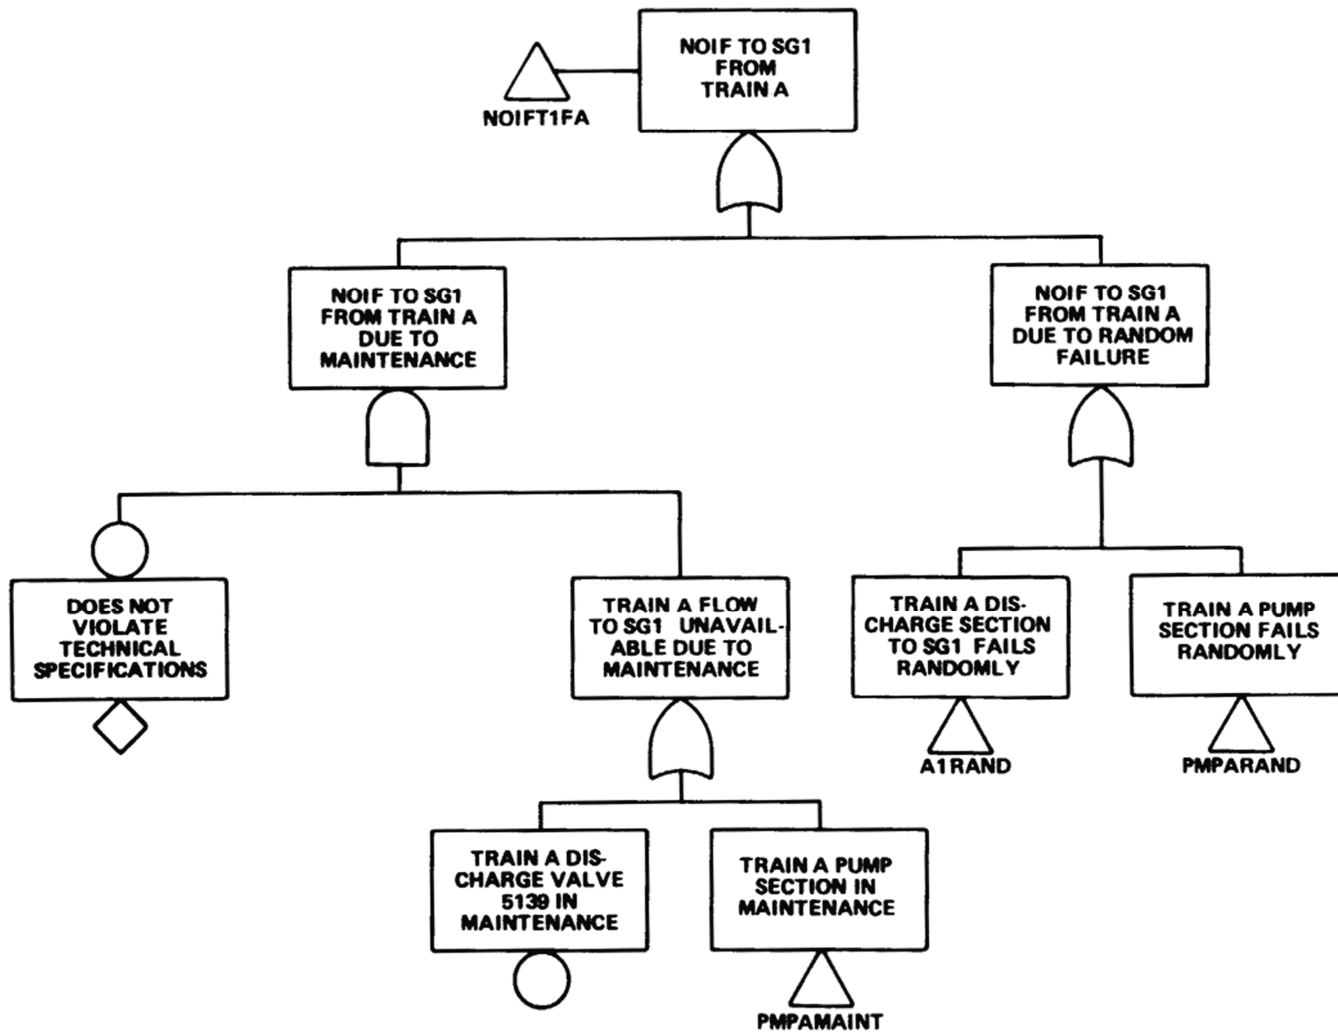 NOIF TO SG1
FROM
TRAIN A
NOIFT1FA
NOIF TO SG1
FROM TRAIN A
DUE TO
MAINTENANCE
NOIF TO SG1
FROM TRAIN A
DUE TO RANDOM
FAILURE
DOES NOT
VIOLATE
TECHNICAL
SPECIFICATIONS
TRAIN A FLOW
TO SG1 UNAVAIL-
ABLE DUE TO
MAINTENANCE
TRAIN A DIS-
CHARGE SECTION
TO SG1 FAILS
RANDOMLY
A1RAND
TRAIN A PUMP
SECTION FAILS
RANDOMLY
PMPARAND
TRAIN A DIS-
CHARGE VALVE
5139 IN
MAINTENANCE
TRAIN A PUMP
SECTION IN
MAINTENANCE
PMPAMAINT